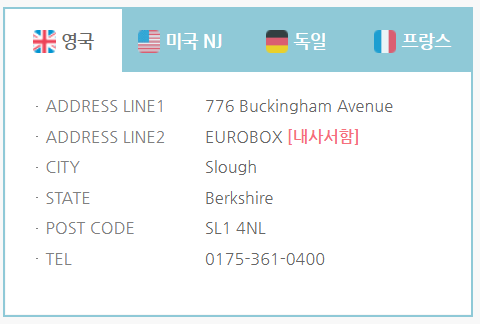 영국 미국 NJ 독일 프랑스
· ADDRESS LINE1 776 Buckingham Avenue
· ADDRESS LINE2 EUROBOX [내사서함]
· CITY Slough
· STATE Berkshire
· POST CODE SL1 4NL
· TEL 0175-361-0400